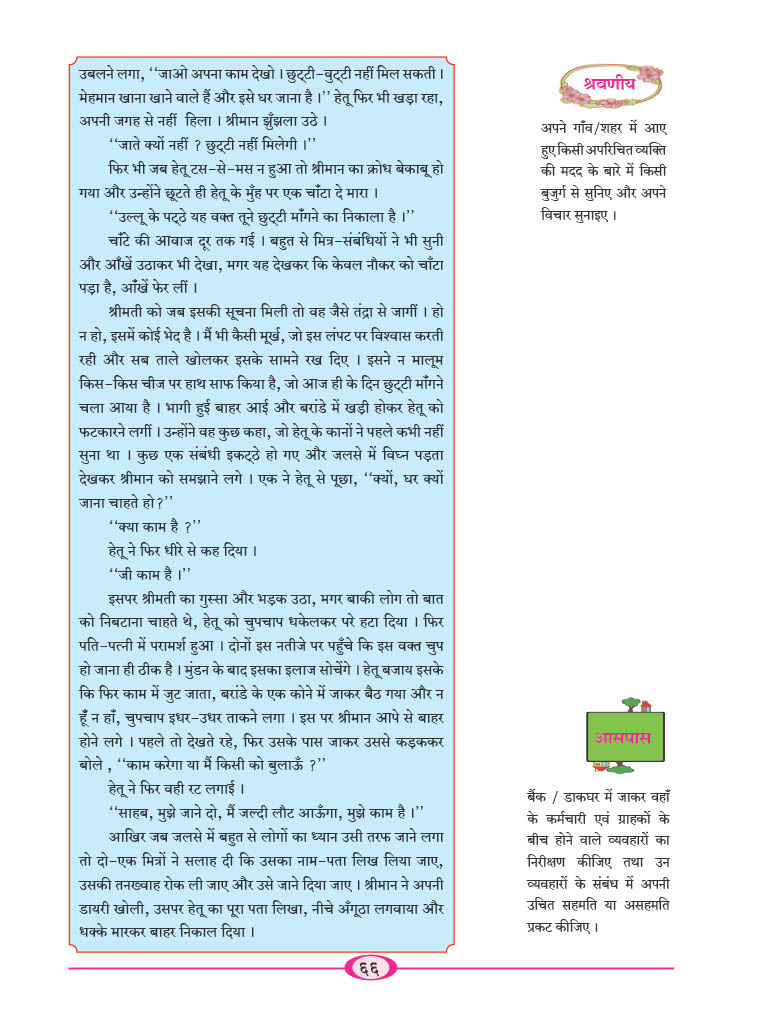 उबलने लगा, ‘‘जाओ अपना काम देखो । छुट्टी-वुट्टी नहीं मिल सकती ।
मेहमान खाना खाने वाले हैं और इसे घर जाना है ।’’ हेतू फिर भी खड़ा रहा,
अपनी जगह से नहीं हिला । श्रीमान झुँझला उठे ।
‘‘जाते क्यों नहीं ? छुट्टी नहीं मिलेगी ।’’
फिर भी जब हेतू टस-से-मस न हुआ तो श्रीमान का क्रोध बेकाबू हो
गया और उन्होंने छूटते ही हेतू के मुँह पर एक चाँटा दे मारा ।
‘‘उल्लू के पट्ठे यह वक्त तूने छुट्टी माँगने का निकाला है ।’’
चाँटे की आवाज दूर तक गई । बहुत से मित्र-संबंधियों ने भी सुनी
और आँखें उठाकर भी देखा, मगर यह देखकर कि केवल नौकर को चाँटा
पड़ा है, आँखें फेर लीं ।
श्रीमती को जब इसकी सूचना मिली तो वह जैसे तंद्रा से जागीं । हो
न हो, इसमें कोई भेद है । मैं भी कैसी मूर्ख, जो इस लंपट पर विश्वास करती
रही और सब ताले खोलकर इसके सामने रख दिए । इसने न मालूम
किस-किस चीज पर हाथ साफ किया है, जो आज ही के दिन छुट्टी माँगने
चला आया है । भागी हुई बाहर आई और बरांडे में खड़ी होकर हेतू को
फटकारने लगीं । उन्होंने वह कुछ कहा, जो हेतू के कानों ने पहले कभी नहीं
सुना था । कुछ एक संबंधी इकट्ठे हो गए और जलसे में विघ्न पड़ता
देखकर श्रीमान को समझाने लगे । एक ने हेतू से पूछा, ‘‘क्यों, घर क्यों
जाना चाहते हो?’’
‘‘क्या काम है ?’’
हेतू ने फिर धीरे से कह दिया ।
‘‘जी काम है ।’’
इसपर श्रीमती का गुस्सा और भड़क उठा, मगर बाकी लोग तो बात
को निबटाना चाहते थे, हेतू को चुपचाप धकेलकर परे हटा दिया । फिर
पति-पत्नी में परामर्श हुआ । दोनों इस नतीजे पर पहुँचे कि इस वक्त चुप
हो जाना ही ठीक है । मुंडन के बाद इसका इलाज सोचेंगे । हेतू बजाय इसके
कि फिर काम में जुट जाता, बरांडे के एक कोने में जाकर बैठ गया और न
हूँ न हाँ, चुपचाप इधर-उधर ताकने लगा । इस पर श्रीमान आपे से बाहर
होने लगे । पहले तो देखते रहे, फिर उसके पास जाकर उससे कड़ककर
बोले , ‘‘काम करेगा या मैं किसी को बुलाऊँ ?’’
हेतू ने फिर वही रट लगाई ।
‘‘साहब, मुझे जाने दो, मैं जल्दी लौट आऊँगा, मुझे काम है ।’’
आखिर जब जलसे में बहुत से लोगों का ध्यान उसी तरफ जाने लगा
तो दो-एक मित्रों ने सलाह दी कि उसका नाम-पता लिख लिया जाए,
उसकी तनख्वाह रोक ली जाए और उसे जाने दिया जाए । श्रीमान ने अपनी
डायरी खोली, उसपर हेतू का पूरा पता लिखा, नीचे अँगूठा लगवाया और
धक्के मारकर बाहर निकाल दिया ।
श्रवणीय
अपने गाँव/शहर में आए
हुए किसी अपरिचित व्यक्ति
की मदद के बारे में किसी
बुजुर्ग से सुनिए और अपने
विचार सुनाइए ।
आसपास
बैंक / डाकघर में जाकर वहाँ
के कर्मचारी एवं ग्राहकों के
बीच होने वाले व्यवहारों का
निरीक्षण कीजिए तथा उन
व्यवहारों के संबंध में अपनी
उचित सहमति या असहमति
प्रकट कीजिए ।
६६